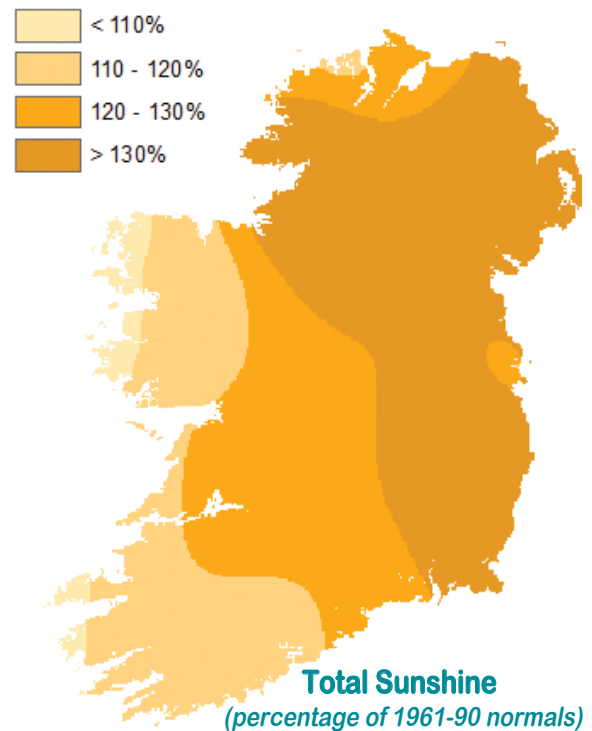 < 110%
110 - 120%
120 - 130%
> 130%
Total Sunshine
(percentage of 1961-90 normals)